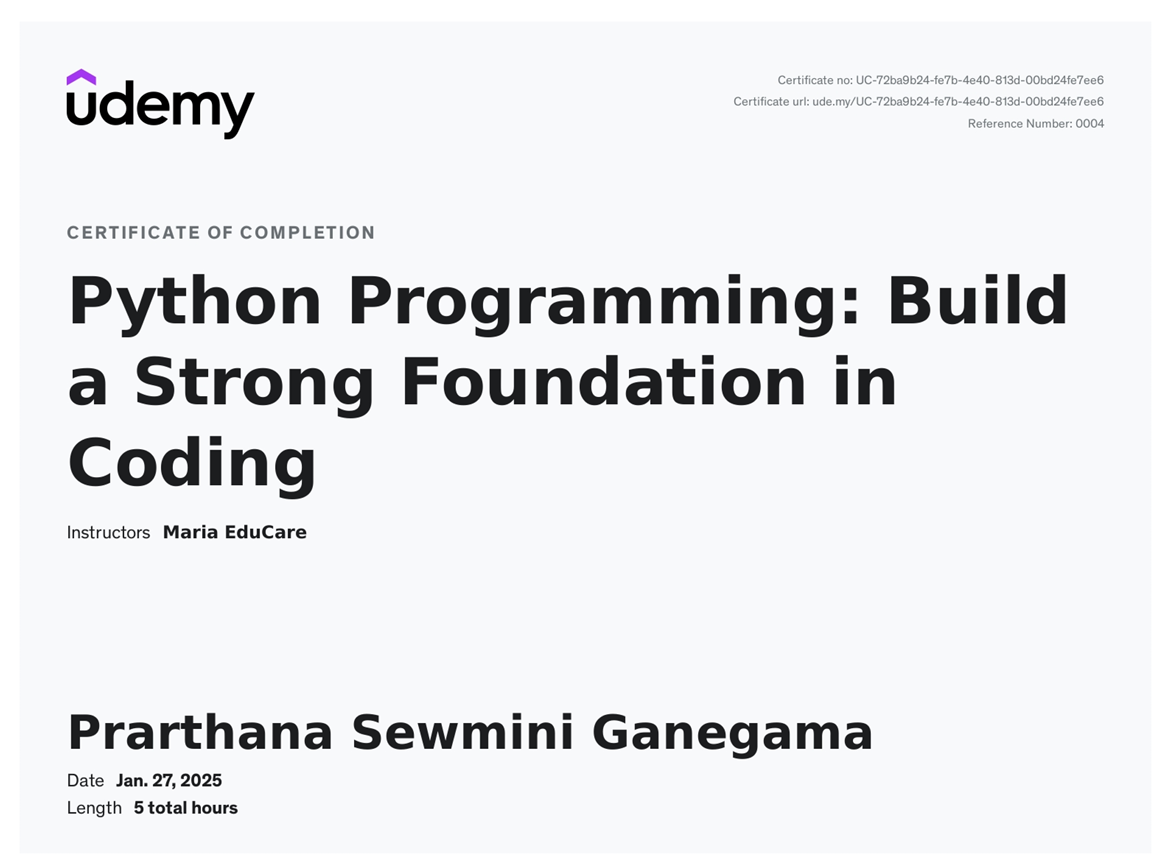 udemy
Certificate no: UC-72ba9b24-fe7b-4e40-813d-00bd24fe7ee6
Certificate url: ude.my/UC-72ba9b24-fe7b-4e40-813d-00bd24fe7ee6
Reference Number: 0004
CERTIFICATE OF COMPLETION
Python Programming: Build
a Strong Foundation in
Coding
Instructors Maria EduCare
Prarthana Sewmini Ganegama
Date Jan. 27, 2025
Length 5 total hours